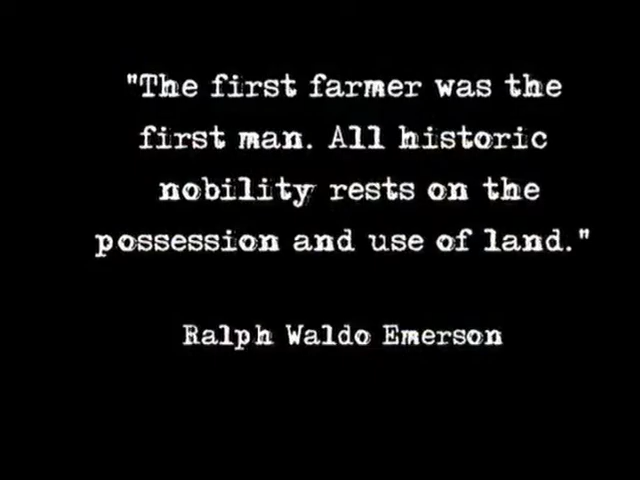 "The first farmer was the
first man. All historic
nobility rests on the
possession and use of land."
Ralph Waldo Emerson